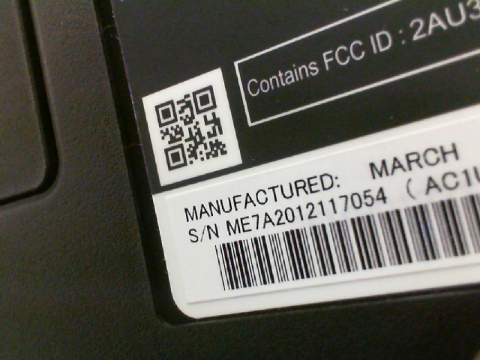 Contains FCC ID : 2AU3
MANUFACTURED: MARCH
S/N ME7A2012117054 ( AC1U